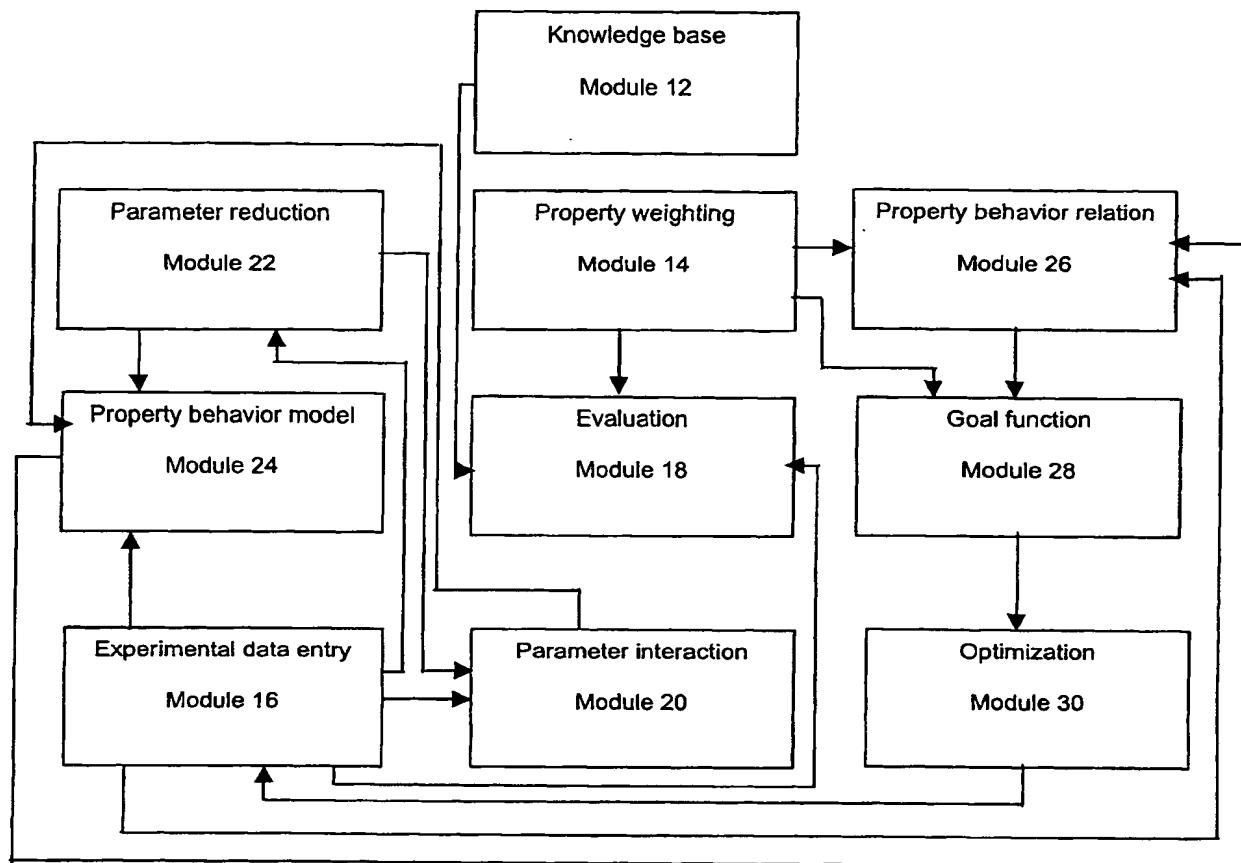 Knowledge base
Module 12
Parameter reduction
Module 22
Property weighting
Module 14
Property behavior relation
Module 26
Property behavior model
Module 24
Evaluation
Module 18
Goal function
Module 28
Experimental data entry
Module 16
Parameter interaction
Module 20
Optimization
Module 30